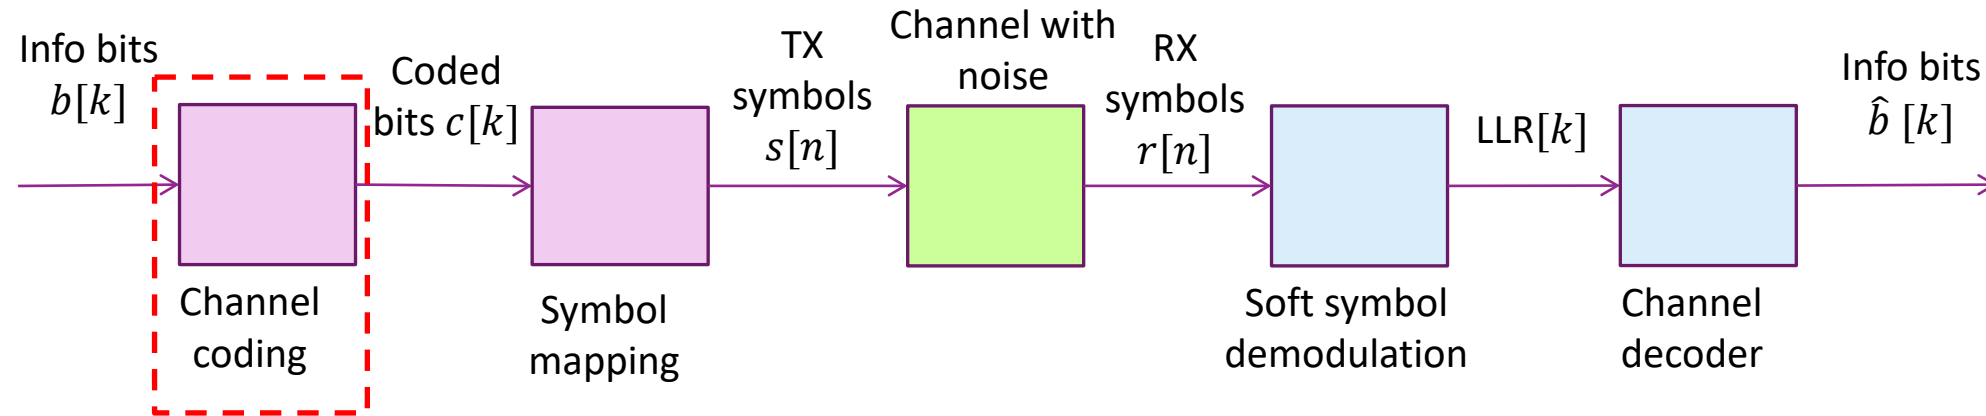 Info bits
b[k]
Channel
coding
Coded
bits c[k]
Symbol
mapping
TX
symbols
s[n]
Channel with
noise
RX
symbols
r[n]
Soft symbol
demodulation
LLR[k]
Channel
decoder
Info bits
b̂ [k]